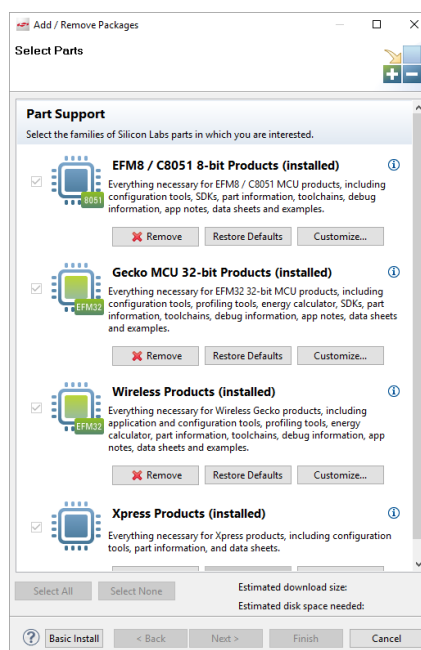 Add / Remove Packages
Select Parts
Part Support
Select the families of Silicon Labs parts in which you are interested.
EFM8 / C8051 8-bit Products (installed)
Everything necessary for EFM8 / C8051 MCU products, including
configuration tools, SDKs, part information, toolchains, debug
information, app notes, data sheets and examples.
8051
Remove Restore Defaults Customize...
Gecko MCU 32-bit Products (installed)
Everything necessary for EFM32 32-bit MCU products, including
configuration tools, profiling tools, energy calculator, SDKs, part
information, toolchains, debug information, app notes, data sheets
and examples.
EFM32
Remove Restore Defaults Customize...
Wireless Products (installed)
Everything necessary for Wireless Gecko products, including
application and configuration tools, profiling tools, energy
calculator, part information, toolchains, debug information, app
notes, data sheets and examples.
EFM32
Remove Restore Defaults Customize...
Xpress Products (installed)
Everything necessary for Xpress products, including configuration
tools, part information, and data sheets.
Select All Select None Estimated download size:
Estimated disk space needed:
? Basic Install < Back Next > Finish Cancel